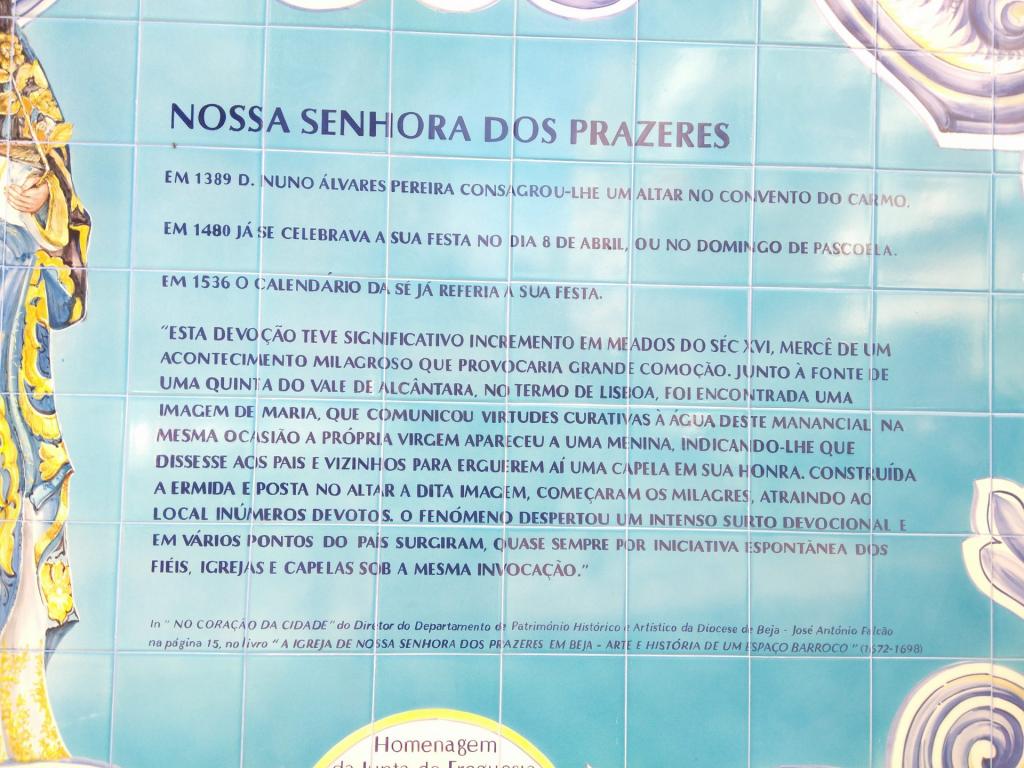 NOSSA SENHORA DOS PRAZERES
EM 1389 D. NUNO ÁLVARES PEREIRA CONSAGROU-LHE UM ALTAR NO CONVENTO DO CARMO.
EM 1480 JÁ SE CELEBRAVA A SUA FESTA NO DIA 8 DE ABRIL, OU NO DOMINGO DE PASCOELA.
EM 1536 O CALENDÁRIO DA SÉ JÁ REFERIA A SUA FESTA.
"ESTA DEVOÇÃO TEVE SIGNIFICATIVO INCREMENTO EM MEADOS DO SÉC XVI, MERCÊ DE UM
ACONTECIMENTO MILAGROSO QUE PROVOCARIA GRANDE COMOÇÃO. JUNTO À FONTE DE
UMA QUINTA DO VALE DE ALCÂNTARA, NO TERMO DE LISBOA, FOI ENCONTRADA UMA
IMAGEM DE MARIA, QUE COMUNICOU VIRTUDES CURATIVAS À ÁGUA DESTE MANANCIAL NA
MESMA OCASIÃO A PRÓPRIA VIRGEM APARECEU A UMA MENINA, INDICANDO-LHE QUE
DISSESSE AOS PAIS E VIZINHOS PARA ERGUEREM AÍ UMA CAPELA EM SUA HONRA. CONSTRUÍDA
A ERMIDA E POSTA NO ALTAR A DITA IMAGEM, COMEÇARAM OS MILAGRES, ATRAINDO AO
LOCAL INÚMEROS DEVOTOS. O FENÓMENO DESPERTOU UM INTENSO SURTO DEVOCIONAL E
EM VÁRIOS PONTOS DO PAÍS SURGIRAM, QUASE SEMPRE POR INICIATIVA ESPONTÂNEA DOS
FIÉIS, IGREJAS E CAPELAS SOB A MESMA INVOCAÇÃO."
In " NO CORAÇÃO DA CIDADE" do Diretor do Departamento de Património Histórico e Artístico da Diocese de Beja - José António Falcão
na página 15, no livro " A IGREJA DE NOSSA SENHORA DOS PRAZERES EM BEJA - ARTE E HISTÓRIA DE UM ESPAÇO BARROCO " (1672-1698)
Homenagem
da Junta de Freguesia